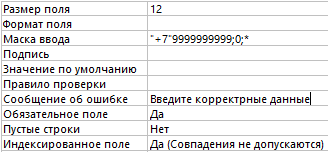 Размер поля 12
Формат поля
Маска ввода "+7"9999999999;0;*
Подпись
Значение по умолчанию
Правило проверки
Сообщение об ошибке Введите корректрные данные
Обязательное поле Да
Пустые строки Нет
Индексированное поле Да (Совпадения не допускаются)